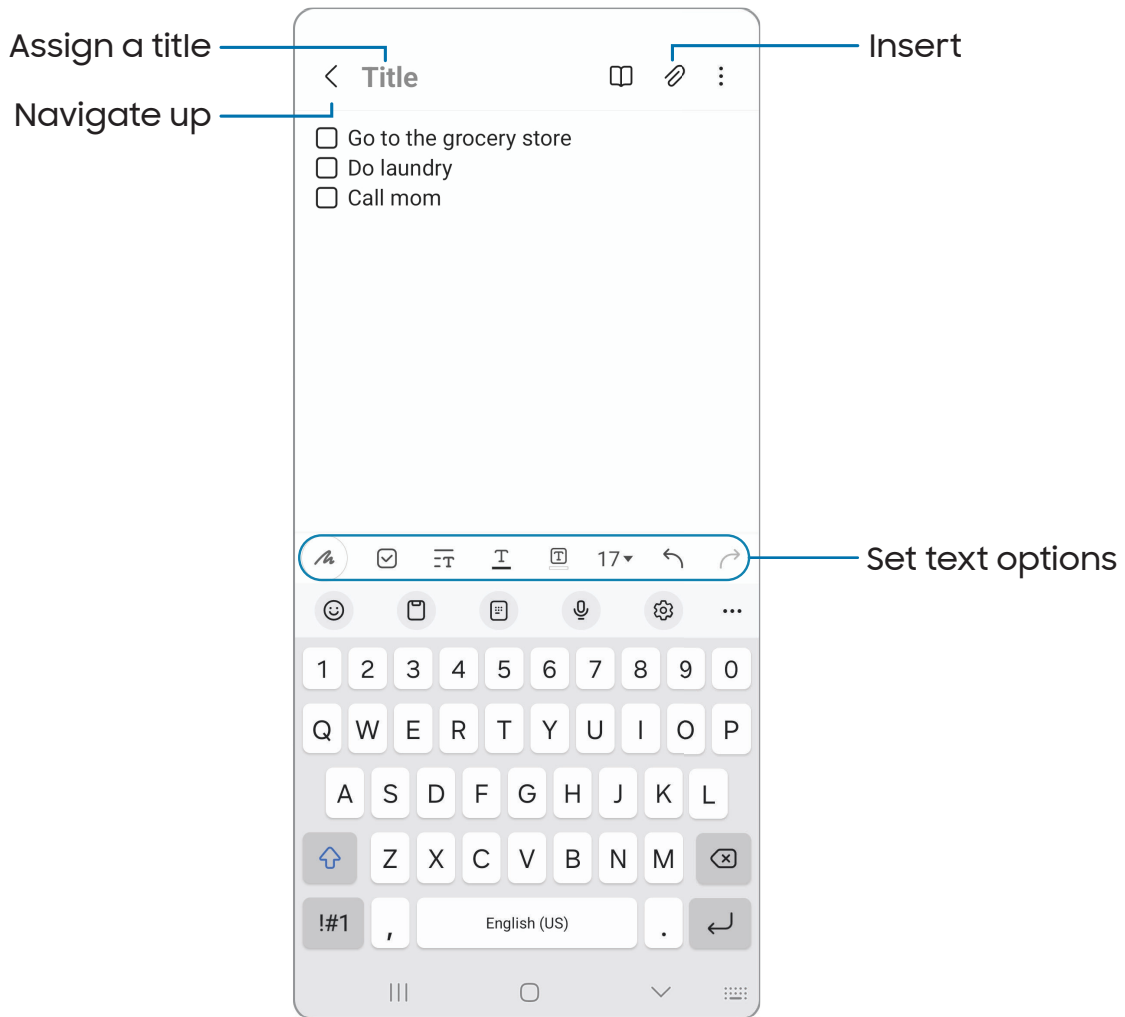 Assign a title
Insert
Title
Navigate up
Go to the grocery store
Do laundry
Call mom
T T T 17
Set text options
1 2 3 4 5 6 7 8 9 0
Q W E R T Y U I O P
A S D F G H J K L
Z X C V B N M
!#1 , English (US) .